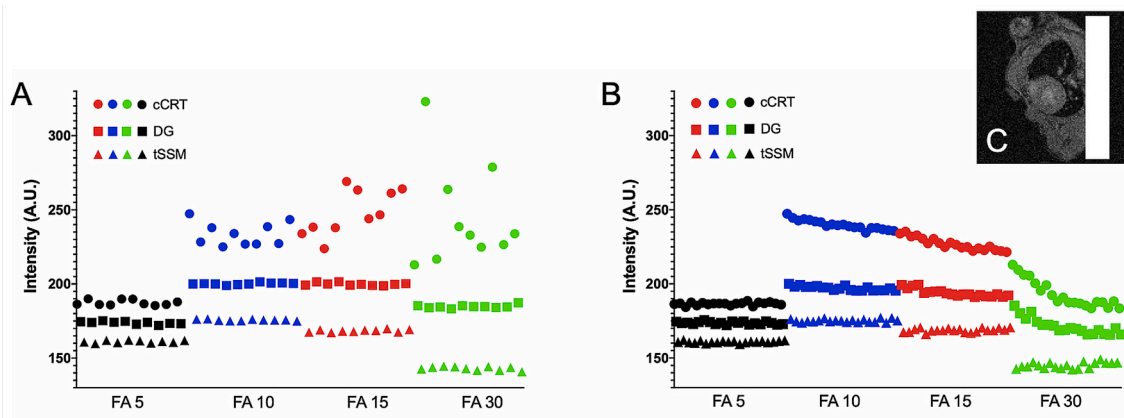 A
cCRT
DG
tSSM
Intensity (A.U.)
300
250
200
150
FA 5
FA 10
FA 15
FA 30
B
cCRT
DG
tSSM
Intensity (A.U.)
300
250
200
150
FA 5
FA 10
FA 15
FA 30
C